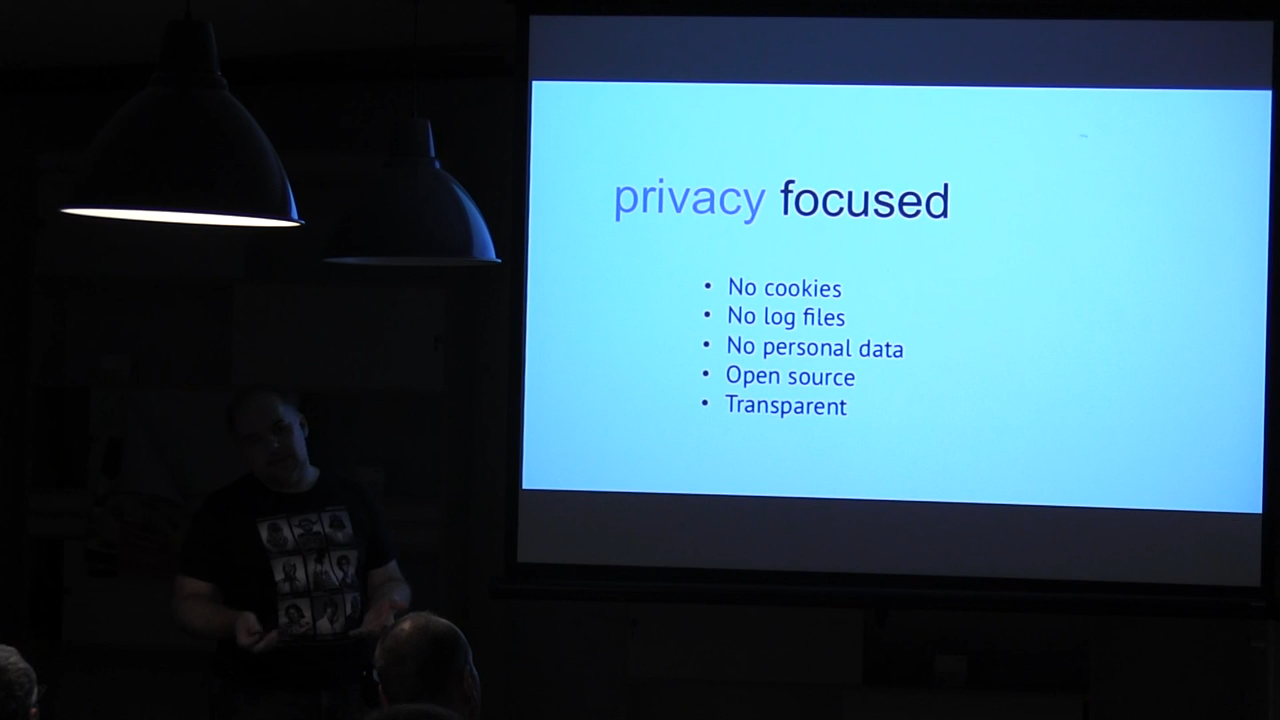 privacy focused
• No cookies
• No log files
• No personal data
• Open source
• Transparent